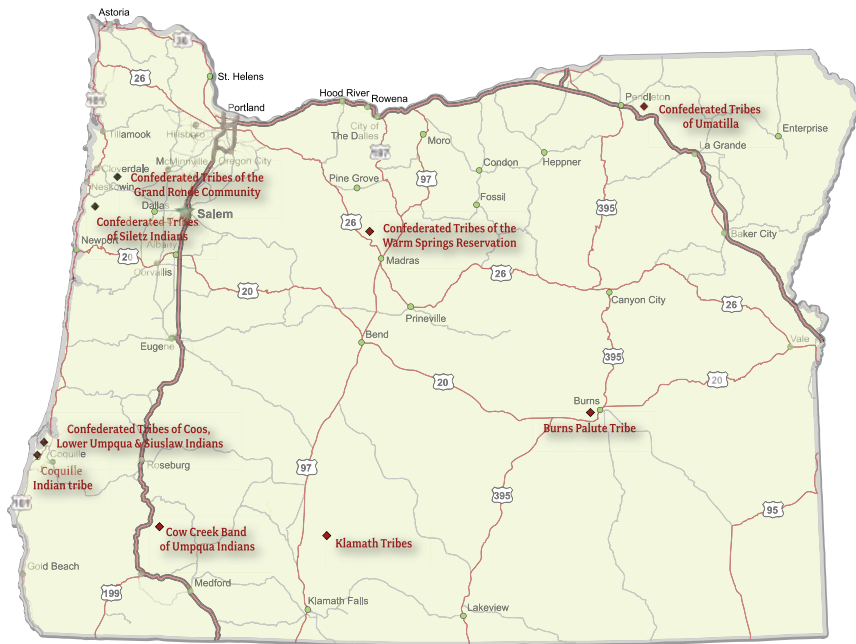 Astoria
30
26
St. Helens
101
Portland
Hood River
Rowena
Tillamook
Hillsboro
City of
The Dalles
197
Moro
Pendleton
Confederated Tribes
of Umatilla
Enterprise
La Grande
McMinnville
Oregon City
Cloverdale
Neskowin
Confederated Tribes of the
Grand Ronde Community
Pine Grove
97
Condon
Heppner
Fossil
395
Dallas
Salem
Confederated Tribes
of Siletz Indians
26
Confederated Tribes of the
Warm Springs Reservation
Baker City
Newport
20
Albany
Corvallis
Madras
26
20
Prineville
Canyon City
26
Eugene
Bend
395
Vale
20
20
Burns
Burns Palute Tribe
Confederated Tribes of Coos,
Lower Umpqua & Siuslaw Indians
Coquille
Coquille
Indian tribe
Roseburg
97
395
101
95
Cow Creek Band
of Umpqua Indians
Klamath Tribes
Gold Beach
199
Medford
Klamath Falls
Lakeview